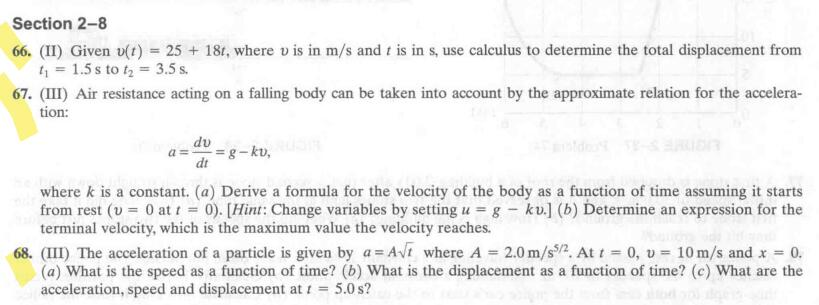 Section 2–8
66. (II) Given v(t) = 25 + 18t, where v is in m/s and t is in s, use calculus to determine the total displacement from
t₁ = 1.5 s to t₂ = 3.5 s.
67. (III) Air resistance acting on a falling body can be taken into account by the approximate relation for the accelera-
tion:
a = dv/dt = g – kv,
where k is a constant. (a) Derive a formula for the velocity of the body as a function of time assuming it starts
from rest (v = 0 at t = 0). [Hint: Change variables by setting u = g – kv.] (b) Determine an expression for the
terminal velocity, which is the maximum value the velocity reaches.
68. (III) The acceleration of a particle is given by a = A√t where A = 2.0 m/s^5/2. At t = 0, v = 10 m/s and x = 0.
(a) What is the speed as a function of time? (b) What is the displacement as a function of time? (c) What are the
acceleration, speed and displacement at t = 5.0 s?